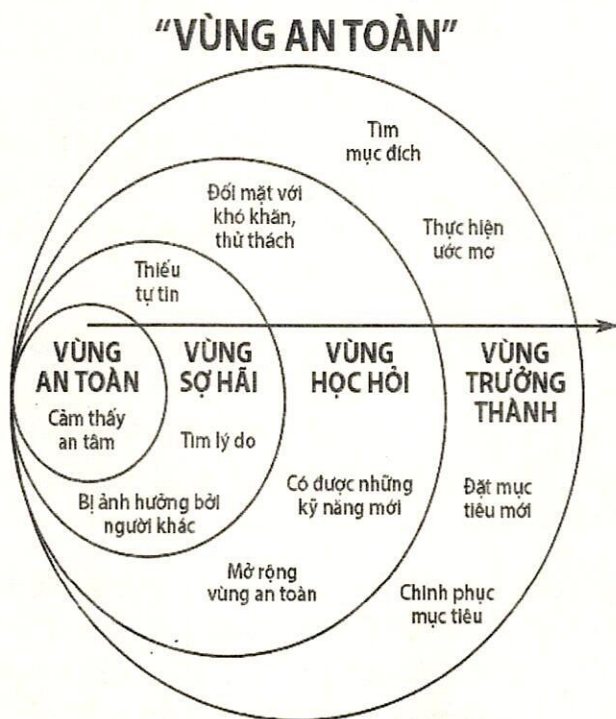 “VÙNG AN TOÀN”
Tìm
mục đích
Đối mặt với
khó khăn,
thử thách
Thực hiện
ước mơ
Thiếu
tự tin
VÙNG
AN TOÀN
Cảm thấy
an tâm
VÙNG
SỢ HÃI
Tìm lý do
Bị ảnh hưởng bởi
người khác
VÙNG
HỌC HỎI
Có được những
kỹ năng mới
Mở rộng
vùng an toàn
VÙNG
TRƯỞNG
THÀNH
Đặt mục
tiêu mới
Chinh phục
mục tiêu